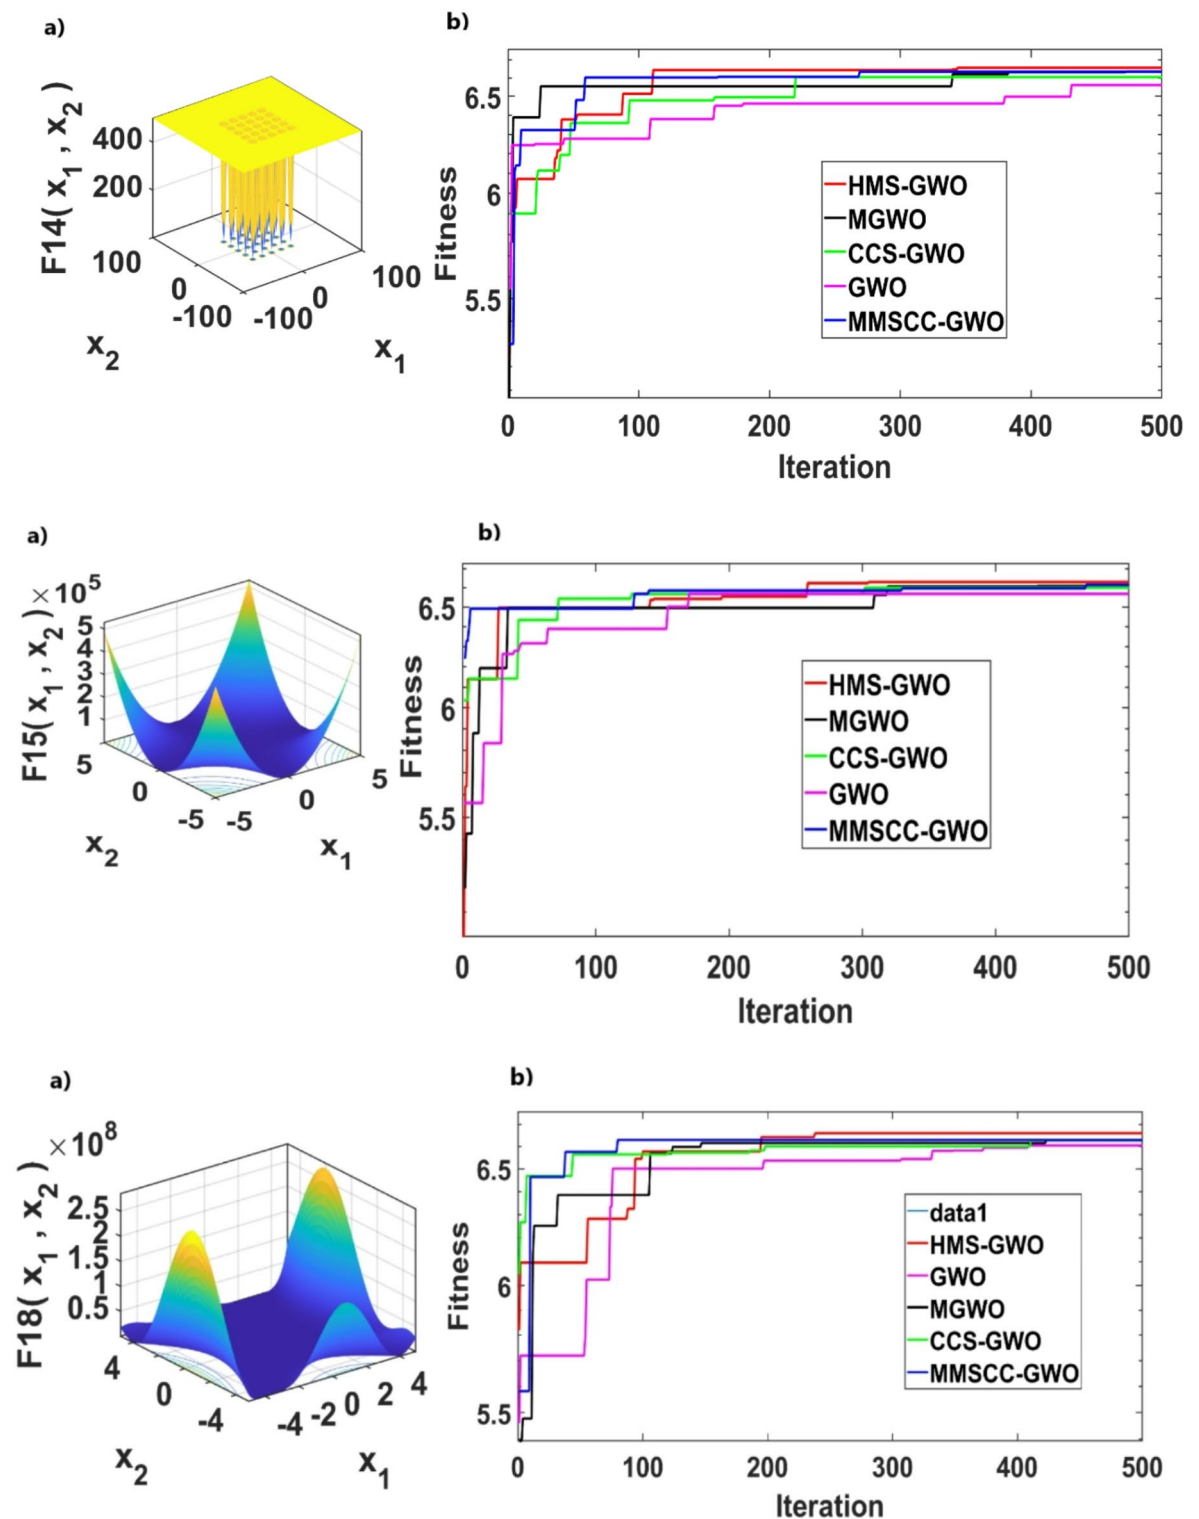 a)
b)
F14( x1 , x2 )
400
200
100
0
-100
-100
0
100
x2
x1
Fitness
6.5
6
5.5
HMS-GWO
MGWO
CCS-GWO
GWO
MMSCC-GWO
0 100 200 300 400 500
Iteration
a)
b)
F15( x1 , x2 )
×10^5
5
4
3
2
1
5
0
-5
-5
0
5
x2
x1
Fitness
6.5
6
5.5
HMS-GWO
MGWO
CCS-GWO
GWO
MMSCC-GWO
0 100 200 300 400 500
Iteration
a)
b)
F18( x1 , x2 )
×10^8
2.5
2
1.5
1
0.5
4
0
-4
-4 -2 0 2 4
x2
x1
Fitness
6.5
6
5.5
data1
HMS-GWO
GWO
MGWO
CCS-GWO
MMSCC-GWO
0 100 200 300 400 500
Iteration